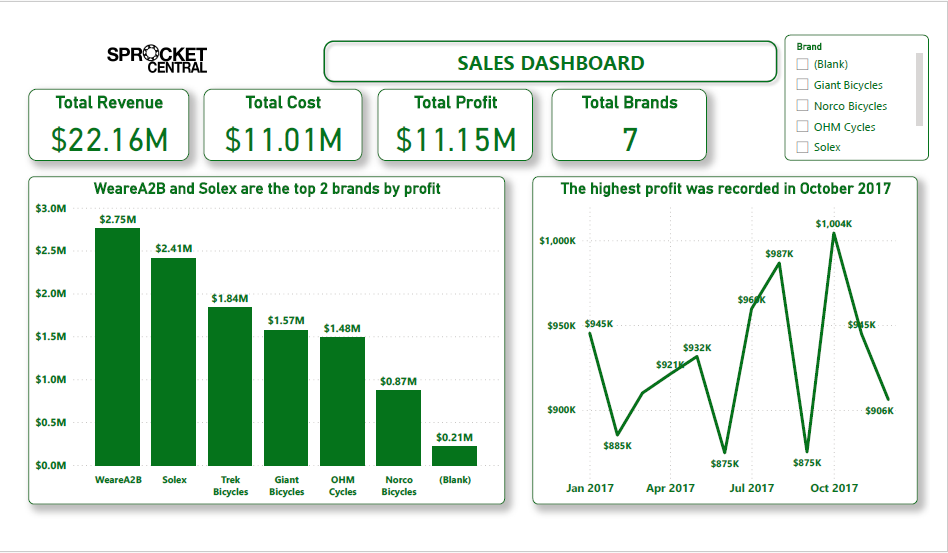 SPROCKET
CENTRAL
SALES DASHBOARD
Brand
(Blank)
Giant Bicycles
Norco Bicycles
OHM Cycles
Solex
Total Revenue
$22.16M
Total Cost
$11.01M
Total Profit
$11.15M
Total Brands
7
WeareA2B and Solex are the top 2 brands by profit
$3.0M
$2.5M
$2.0M
$1.5M
$1.0M
$0.5M
$0.0M
$2.75M
$2.41M
$1.84M
$1.57M
$1.48M
$0.87M
$0.21M
WeareA2B
Solex
Trek
Bicycles
Giant
Bicycles
OHM
Cycles
Norco
Bicycles
(Blank)
The highest profit was recorded in October 2017
$1,000K
$950K
$900K
$945K
$885K
$921K
$932K
$875K
$960K
$987K
$875K
$1,004K
$945K
$906K
Jan 2017
Apr 2017
Jul 2017
Oct 2017